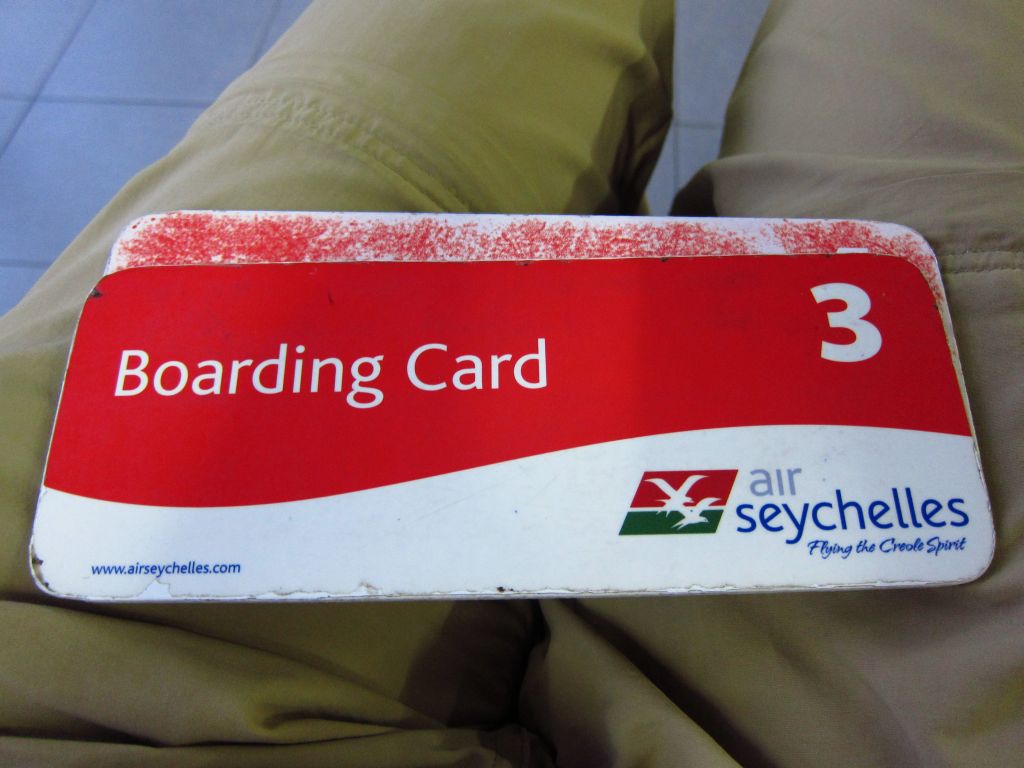 3
Boarding Card
air
seychelles
Flying the Creole Spirit
www.airseychelles.com